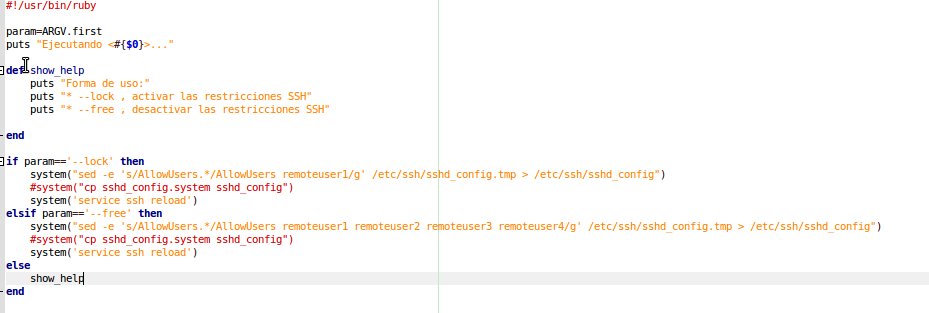 #!/usr/bin/ruby
param=ARGV.first
puts "Ejecutando <#{$0}>..."
def show_help
puts "Forma de uso:"
puts "* --lock , activar las restricciones SSH"
puts "* --free , desactivar las restricciones SSH"
end
if param=='--lock' then
system("sed -e 's/AllowUsers.*/AllowUsers remoteuser1/g' /etc/ssh/sshd_config.tmp > /etc/ssh/sshd_config")
#system("cp sshd_config.system sshd_config")
system('service ssh reload')
elsif param=='--free' then
system("sed -e 's/AllowUsers.*/AllowUsers remoteuser1 remoteuser2 remoteuser3 remoteuser4/g' /etc/ssh/sshd_config.tmp > /etc/ssh/sshd_config")
#system("cp sshd_config.system sshd_config")
system('service ssh reload')
else
show_help
end